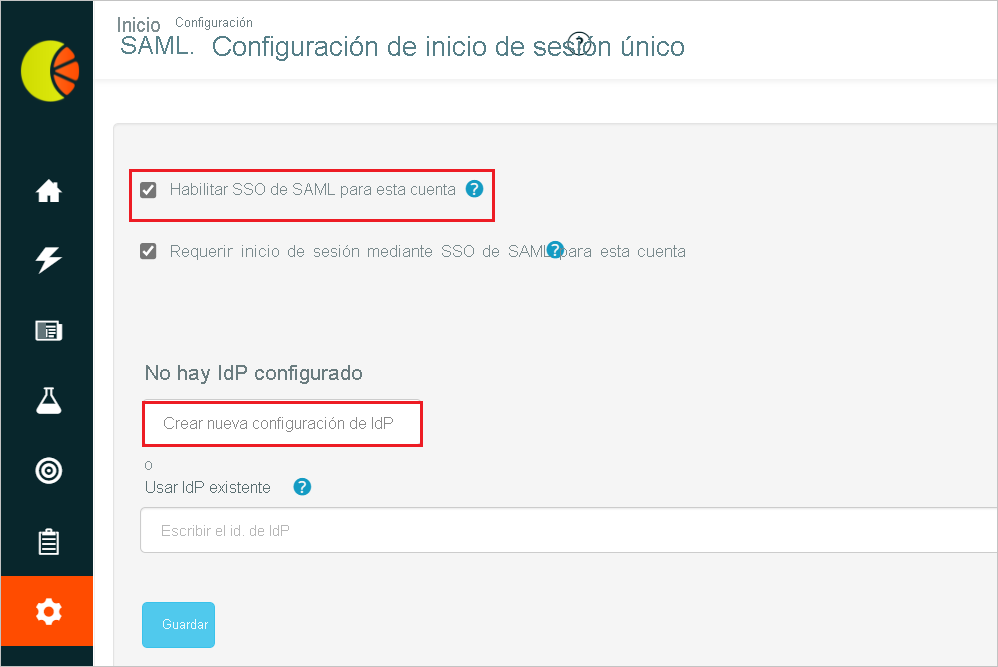 Inicio Configuración
SAML. Configuración de inicio de sesión único
Habilitar SSO de SAML para esta cuenta ?
Requerir inicio de sesión mediante SSO de SAML para esta cuenta ?
No hay IdP configurado
Crear nueva configuración de IdP
o
Usar IdP existente ?
Escribir el id. de IdP
Guardar